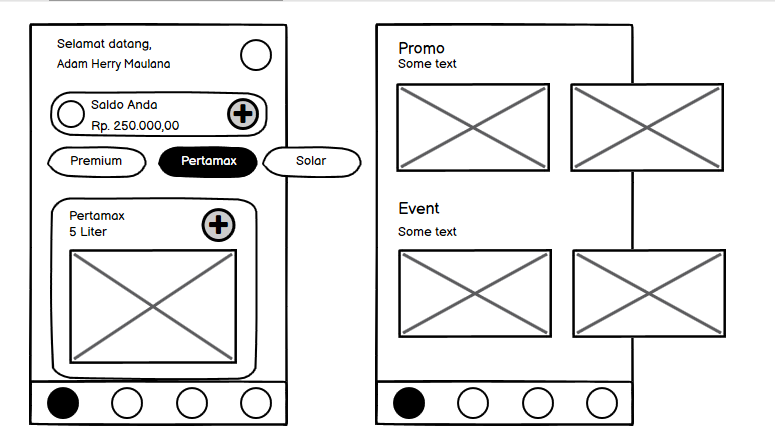 Selamat datang,
Adam Herry Maulana
Saldo Anda
Rp. 250.000,00
Premium
Pertamax
Solar
Pertamax
5 Liter
Promo
Some text
Event
Some text